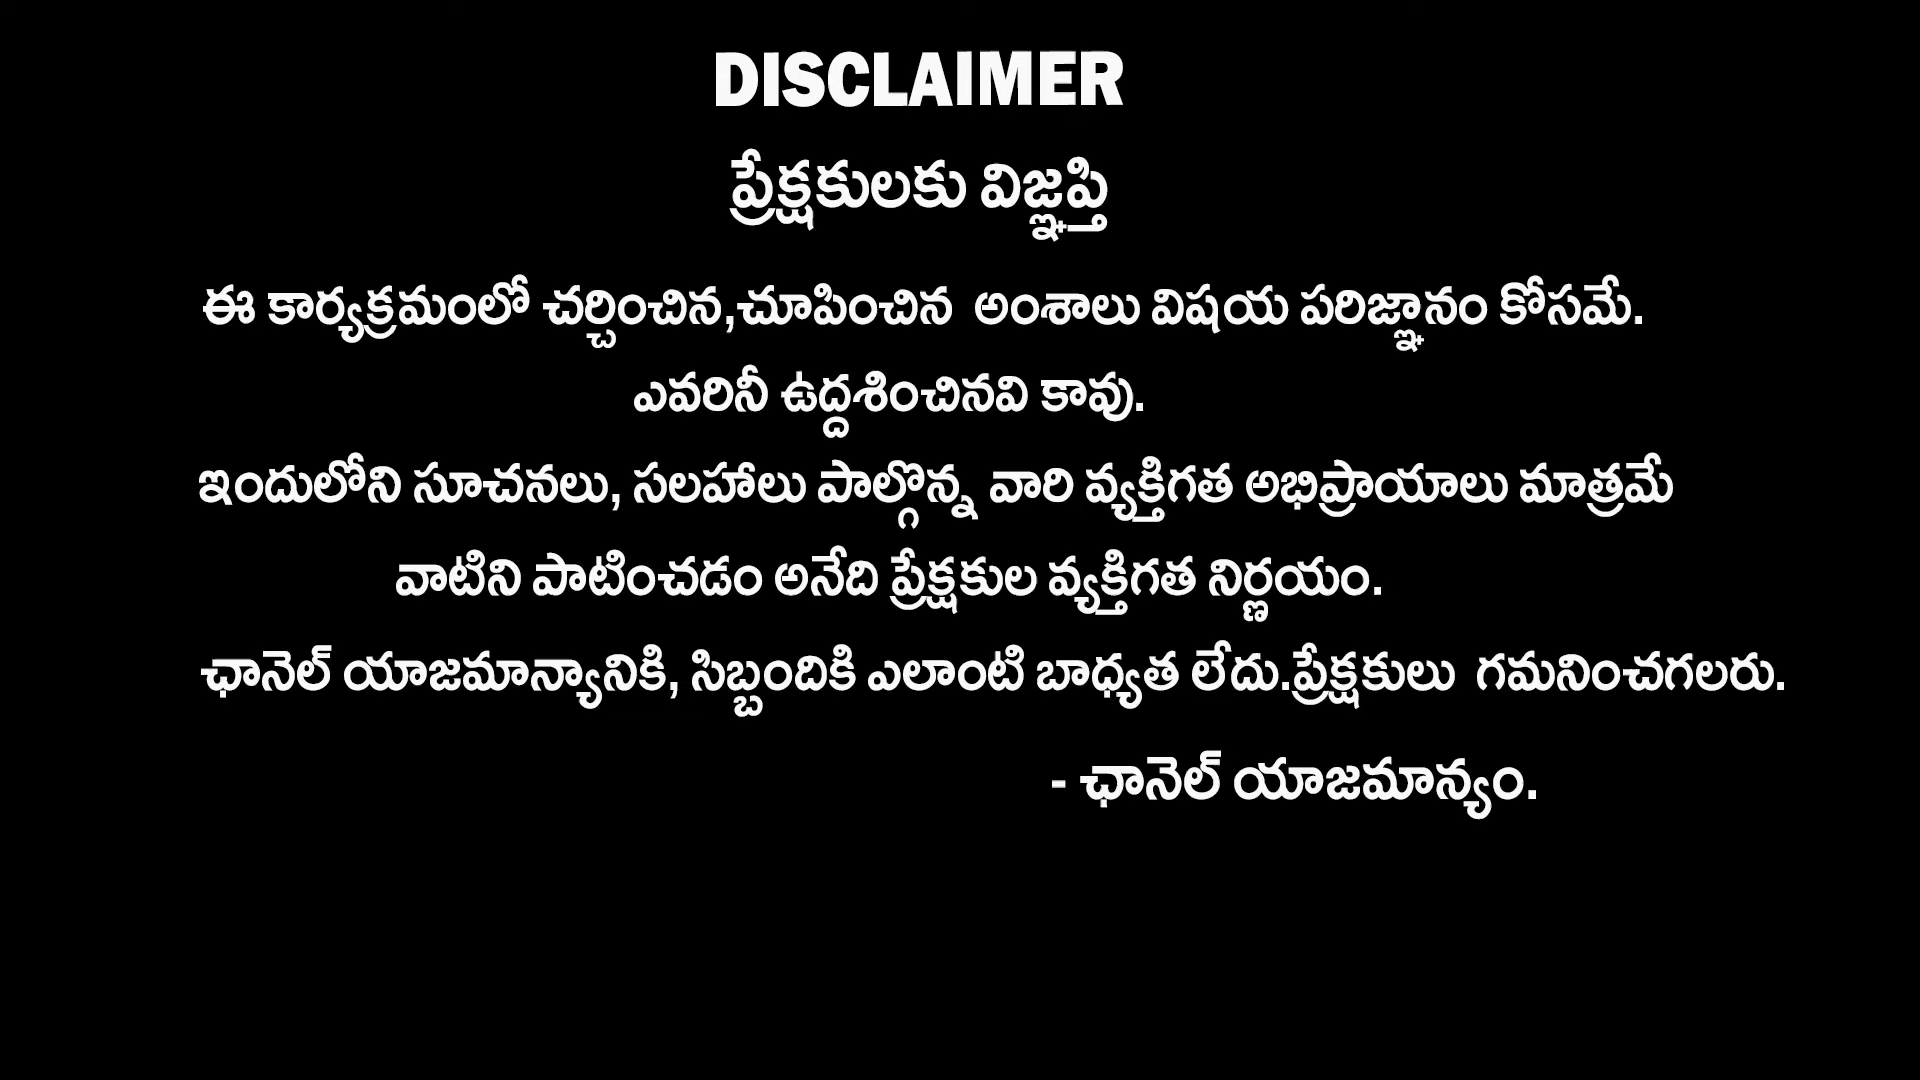 DISCLAIMER
ప్రేక్షకులకు విజ్ఞప్తి
ఈ కార్యక్రమంలో చర్చించిన,చూపించిన అంశాలు విషయ పరిజ్ఞానం కోసమే.
ఎవరినీ ఉద్దశించినవి కావు.
ఇందులోని సూచనలు, సలహాలు పాల్గొన్న వారి వ్యక్తిగత అభిప్రాయాలు మాత్రమే
వాటిని పాటించడం అనేది ప్రేక్షకుల వ్యక్తిగత నిర్ణయం.
ఛానెల్ యాజమాన్యానికి, సిబ్బందికి ఎలాంటి బాధ్యత లేదు.ప్రేక్షకులు గమనించగలరు.
- ఛానెల్ యాజమాన్యం.